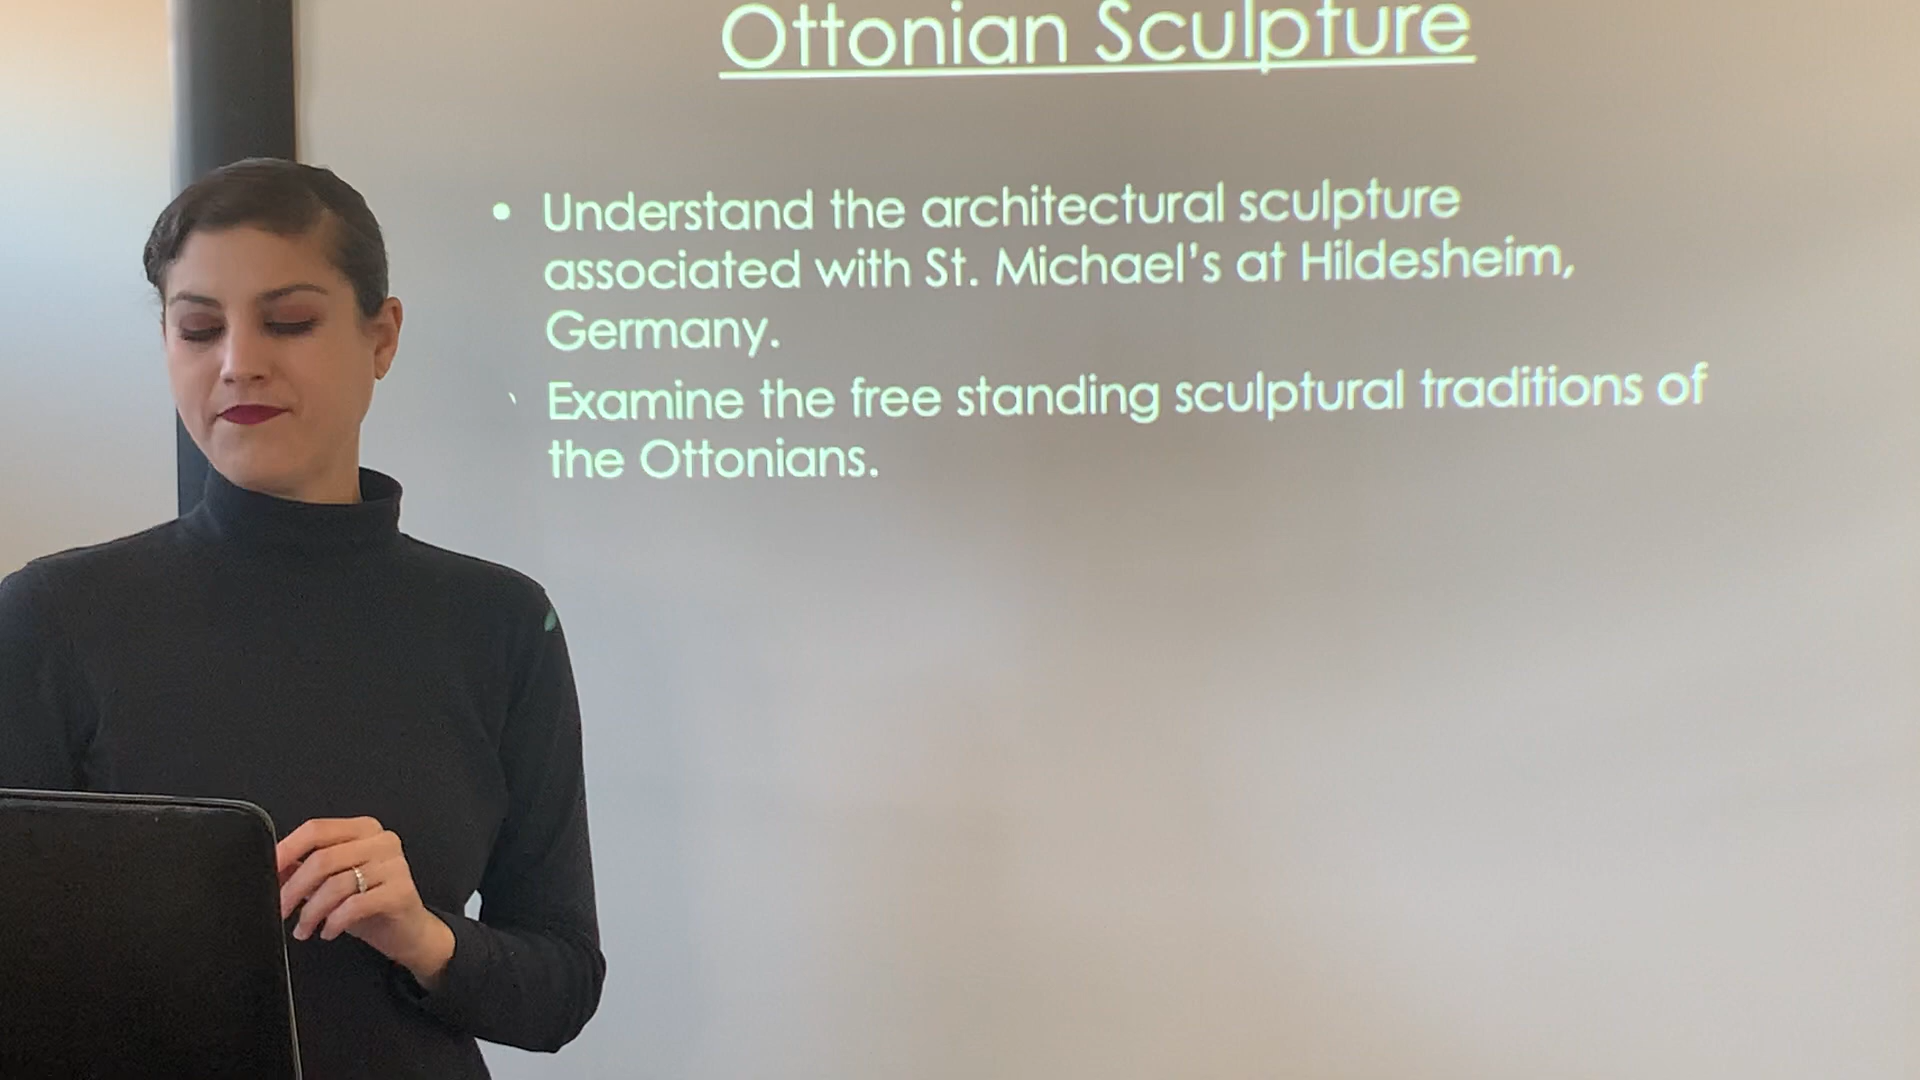 Ottonian Sculpture
• Understand the architectural sculpture
associated with St. Michael's at Hildesheim,
Germany.
Examine the free standing sculptural traditions of
the Ottonians.